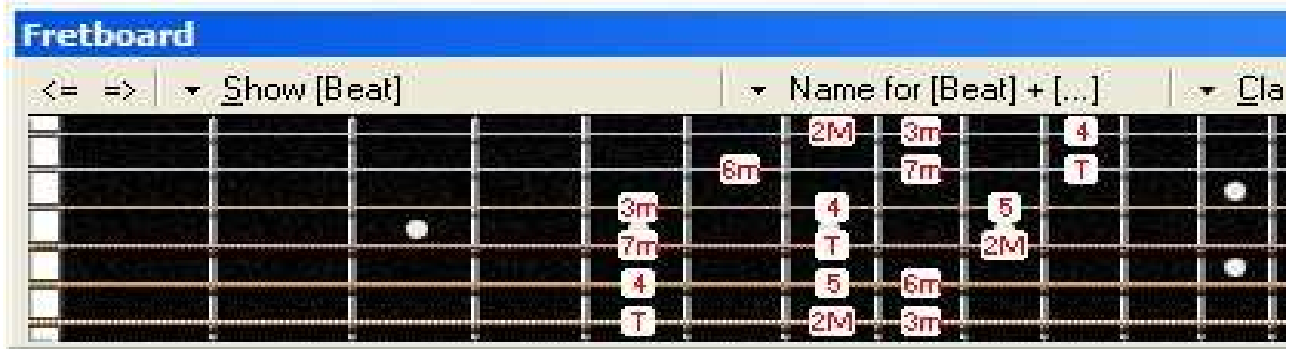 Fretboard
<= => Show [Beat] Name for [Beat] + [...] Cla
2M 3m 4
6m 7m T
3m 4 5
7m T 2M
4 5 6m
T 2M 3m